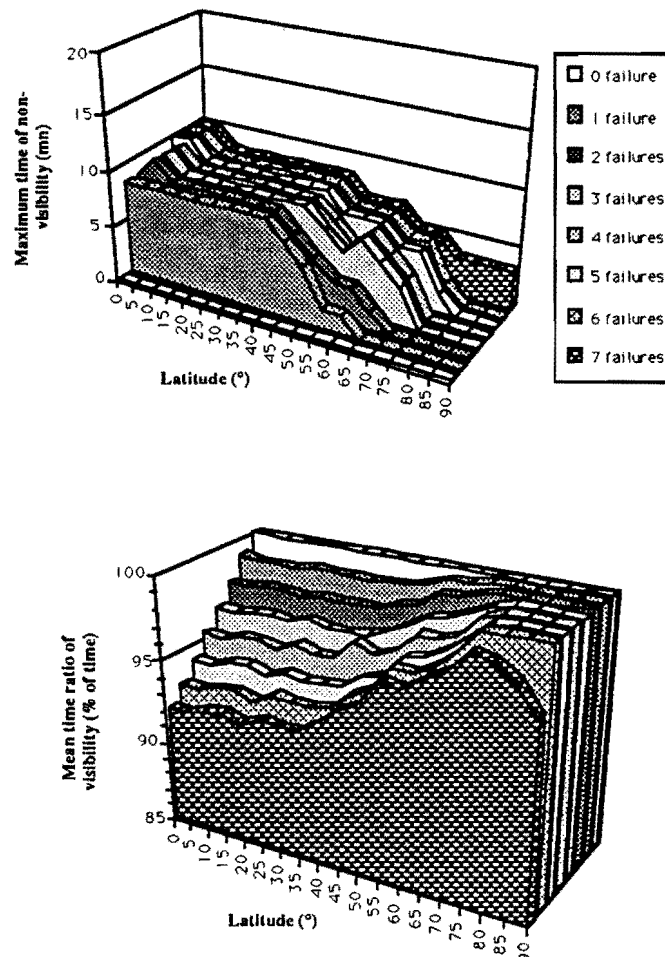 20
15
10
5
0
Maximum time of non-
visibility (mn)
0 5 10 15 20 25 30 35 40 45 50 55 60 65 70 75 80 85 90
Latitude (°)
0 failure
1 failure
2 failures
3 failures
4 failures
5 failures
6 failures
7 failures
100
95
90
85
Mean time ratio of
visibility (% of time)
0 5 10 15 20 25 30 35 40 45 50 55 60 65 70 75 80 85 90
Latitude (°)